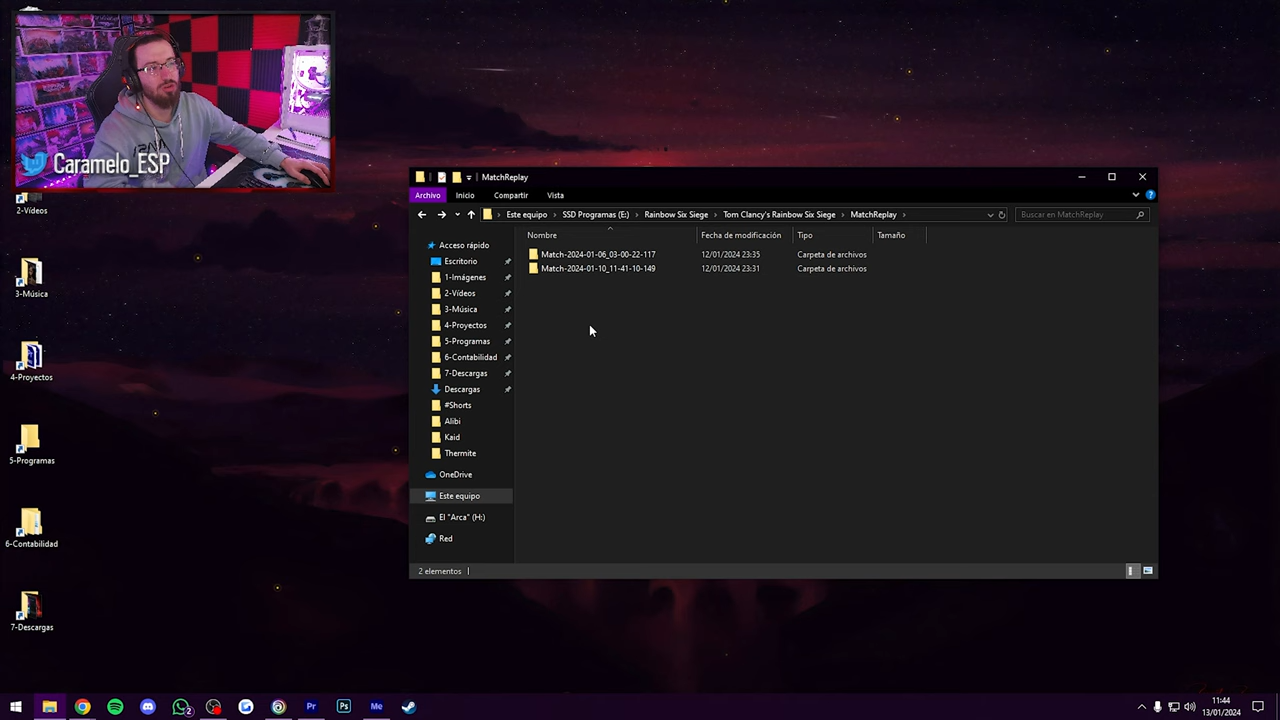 Caramelo_ESP
2-Vídeos
3-Música
4-Proyectos
5-Programas
6-Contabilidad
7-Descargas
MatchReplay
Archivo Inicio Compartir Vista
Este equipo > SSD Programas (E:) > Rainbow Six Siege > Tom Clancy's Rainbow Six Siege > MatchReplay >
Buscar en MatchReplay
Nombre Fecha de modificación Tipo Tamaño
Match-2024-01-06_03-00-22-117 12/01/2024 23:35 Carpeta de archivos
Match-2024-01-10_11-41-10-149 12/01/2024 23:31 Carpeta de archivos
Acceso rápido
Escritorio
1-Imágenes
2-Vídeos
3-Música
4-Proyectos
5-Programas
6-Contabilidad
7-Descargas
Descargas
#Shorts
Alibi
Kaid
Thermite
OneDrive
Este equipo
El "Arca" (H:)
Red
2 elementos
2
Pr
Ps
Me
11:44
13/01/2024